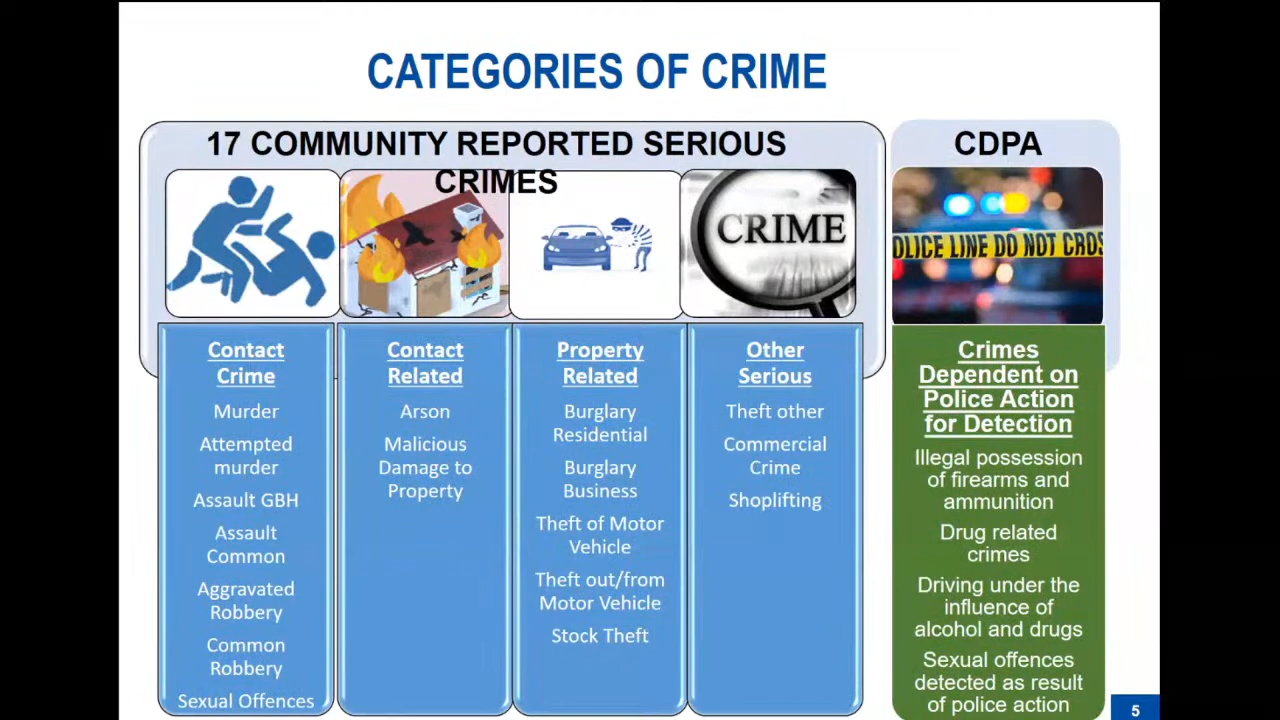 CATEGORIES OF CRIME
17 COMMUNITY REPORTED SERIOUS
CRIMES
CDPA
CRIME
OLICE LINE DO NOT CROS
Contact
Crime
Murder
Attempted
murder
Assault GBH
Assault
Common
Aggravated
Robbery
Common
Robbery
Sexual Offences
Contact
Related
Arson
Malicious
Damage to
Property
Property
Related
Burglary
Residential
Burglary
Business
Theft of Motor
Vehicle
Theft out/from
Motor Vehicle
Stock Theft
Other
Serious
Theft other
Commercial
Crime
Shoplifting
Crimes
Dependent on
Police Action
for Detection
Illegal possession
of firearms and
ammunition
Drug related
crimes
Driving under the
influence of
alcohol and drugs
Sexual offences
detected as result
of police action
5